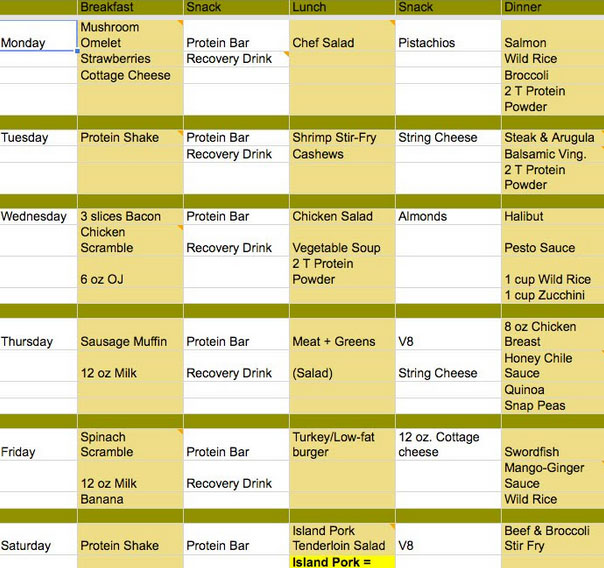 Breakfast Snack Lunch Snack Dinner
Mushroom
Monday Omelet Protein Bar Chef Salad Pistachios Salmon
Strawberries Recovery Drink Wild Rice
Cottage Cheese Broccoli
2 T Protein
Powder
Tuesday Protein Shake Protein Bar Shrimp Stir-Fry String Cheese Steak & Arugula
Recovery Drink Cashews Balsamic Ving.
2 T Protein
Powder
Wednesday 3 slices Bacon Protein Bar Chicken Salad Almonds Halibut
Chicken
Scramble Recovery Drink Vegetable Soup Pesto Sauce
2 T Protein
6 oz OJ Powder 1 cup Wild Rice
1 cup Zucchini
8 oz Chicken
Thursday Sausage Muffin Protein Bar Meat + Greens V8 Breast
Honey Chile
12 oz Milk Recovery Drink (Salad) String Cheese Sauce
Quinoa
Snap Peas
Spinach Turkey/Low-fat 12 oz. Cottage
Friday Scramble Protein Bar burger cheese Swordfish
Mango-Ginger
12 oz Milk Recovery Drink Sauce
Banana Wild Rice
Island Pork Beef & Broccoli
Saturday Protein Shake Protein Bar Tenderloin Salad V8 Stir Fry
Island Pork =